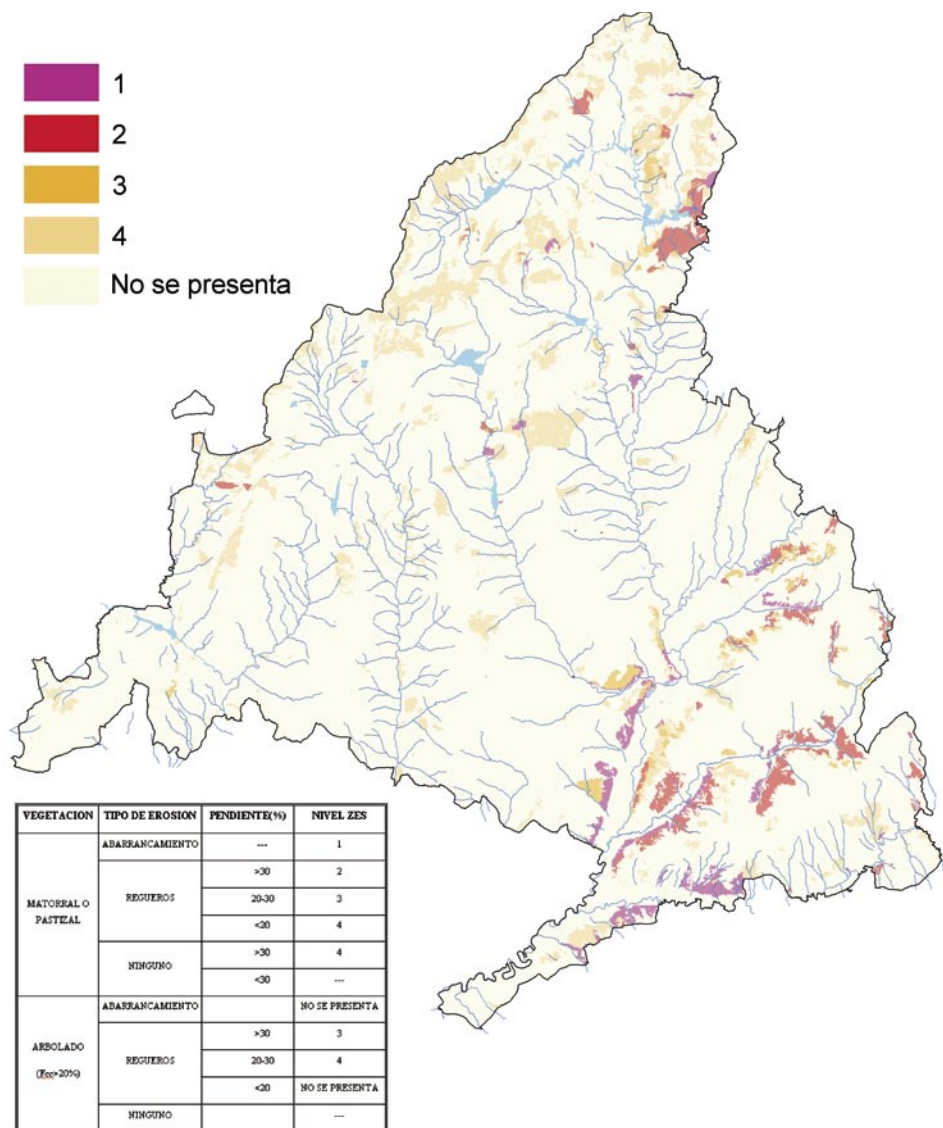 1
2
3
4
No se presenta
VEGETACION TIPO DE EROSION PENDIENTE(%) NIVEL ZES
MATORRAL O PASTIZAL ABARRANCAMIENTO --- 1
REGUEROS >30 2
20-30 3
<20 4
NINGUNO >30 4
<30 ---
ARBOLADO (Fcc>20%) ABARRANCAMIENTO NO SE PRESENTA
REGUEROS >30 3
20-30 4
<20 NO SE PRESENTA
NINGUNO ---